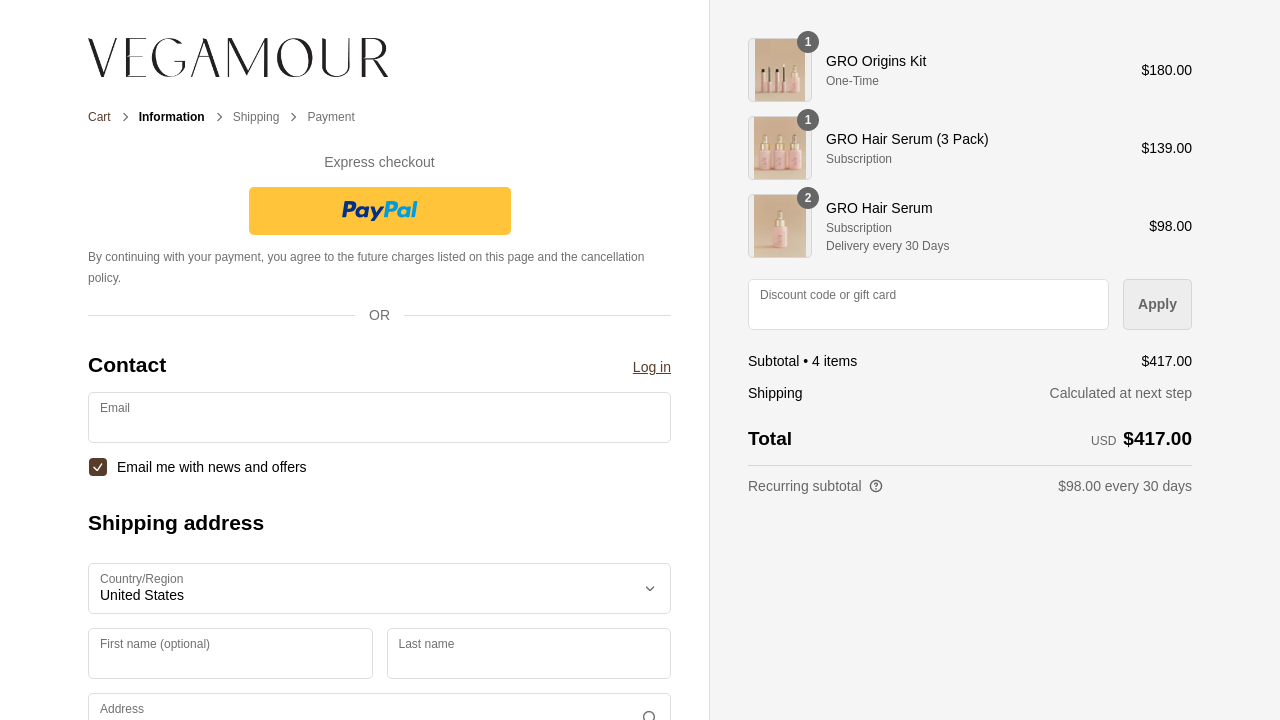 VEGAMOUR
Cart
Information
Shipping
Payment
Express checkout
PayPal
By continuing with your payment, you agree to the future charges listed on this page and the cancellation
policy.
OR
Contact
Log in
Email
Email me with news and offers
Shipping address
Country/Region
United States
First name (optional)
Last name
Address
1
GRO Origins Kit
One-Time
$180.00
1
GRO Hair Serum (3 Pack)
Subscription
$139.00
2
GRO Hair Serum
Subscription
Delivery every 30 Days
$98.00
Discount code or gift card
Apply
Subtotal • 4 items
$417.00
Shipping
Calculated at next step
Total
USD $417.00
Recurring subtotal
$98.00 every 30 days